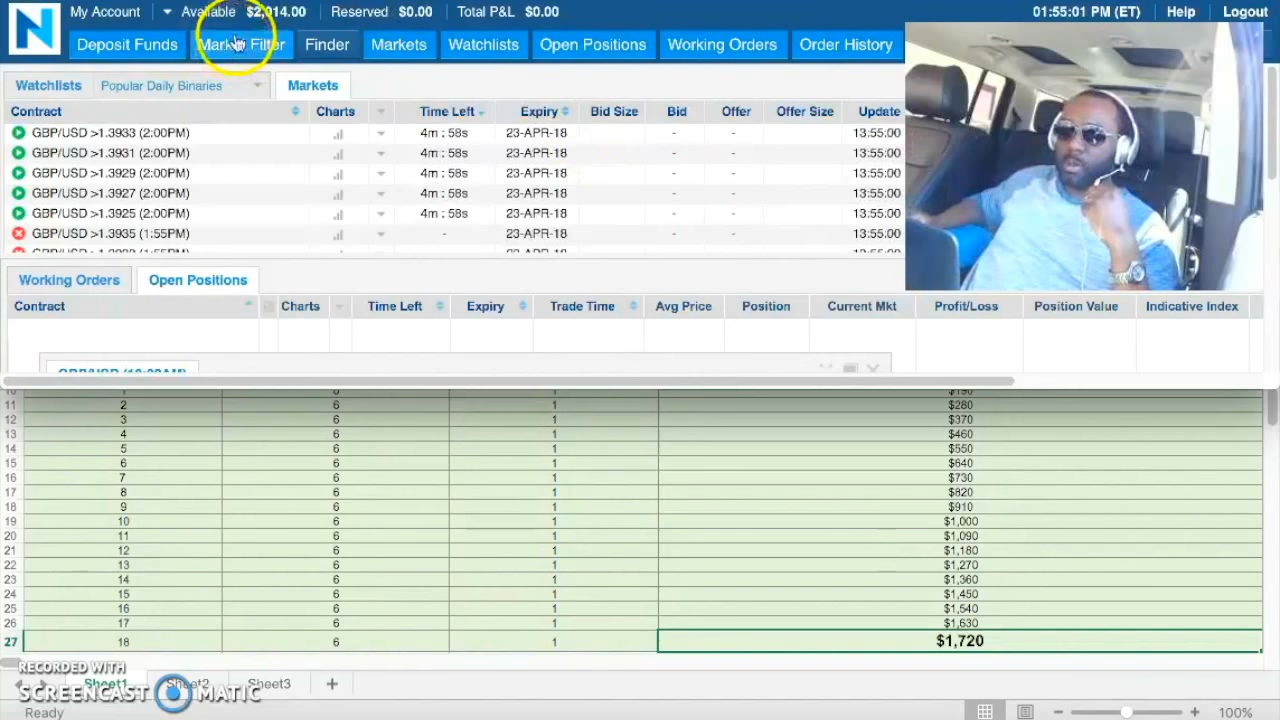 My Account Available $2,014.00 Reserved $0.00 Total P&L $0.00 01:55:01 PM (ET) Help Logout
N
Deposit Funds Market Filter Finder Markets Watchlists Open Positions Working Orders Order History
Watchlists Popular Daily Binaries Markets
Contract Charts Time Left Expiry Bid Size Bid Offer Offer Size Update
GBP/USD >1.3933 (2:00PM) 4m : 58s 23-APR-18 - - 13:55:00
GBP/USD >1.3931 (2:00PM) 4m : 58s 23-APR-18 - - 13:55:00
GBP/USD >1.3929 (2:00PM) 4m : 58s 23-APR-18 - - 13:55:00
GBP/USD >1.3927 (2:00PM) 4m : 58s 23-APR-18 - - 13:55:00
GBP/USD >1.3925 (2:00PM) 4m : 58s 23-APR-18 - - 13:55:00
GBP/USD >1.3935 (1:55PM) - 23-APR-18 - - 13:55:00
Working Orders Open Positions
Contract Charts Time Left Expiry Trade Time Avg Price Position Current Mkt Profit/Loss Position Value Indicative Index
10 1 6 1 $190
11 2 6 1 $280
12 3 6 1 $370
13 4 6 1 $460
14 5 6 1 $550
15 6 6 1 $640
16 7 6 1 $730
17 8 6 1 $820
18 9 6 1 $910
19 10 6 1 $1,000
20 11 6 1 $1,090
21 12 6 1 $1,180
22 13 6 1 $1,270
23 14 6 1 $1,360
24 15 6 1 $1,450
25 16 6 1 $1,540
26 17 6 1 $1,630
27 18 6 1 $1,720
RECORDED WITH
SCREENCAST MATIC
Sheet1 Sheet2 Sheet3 +
Ready 100%